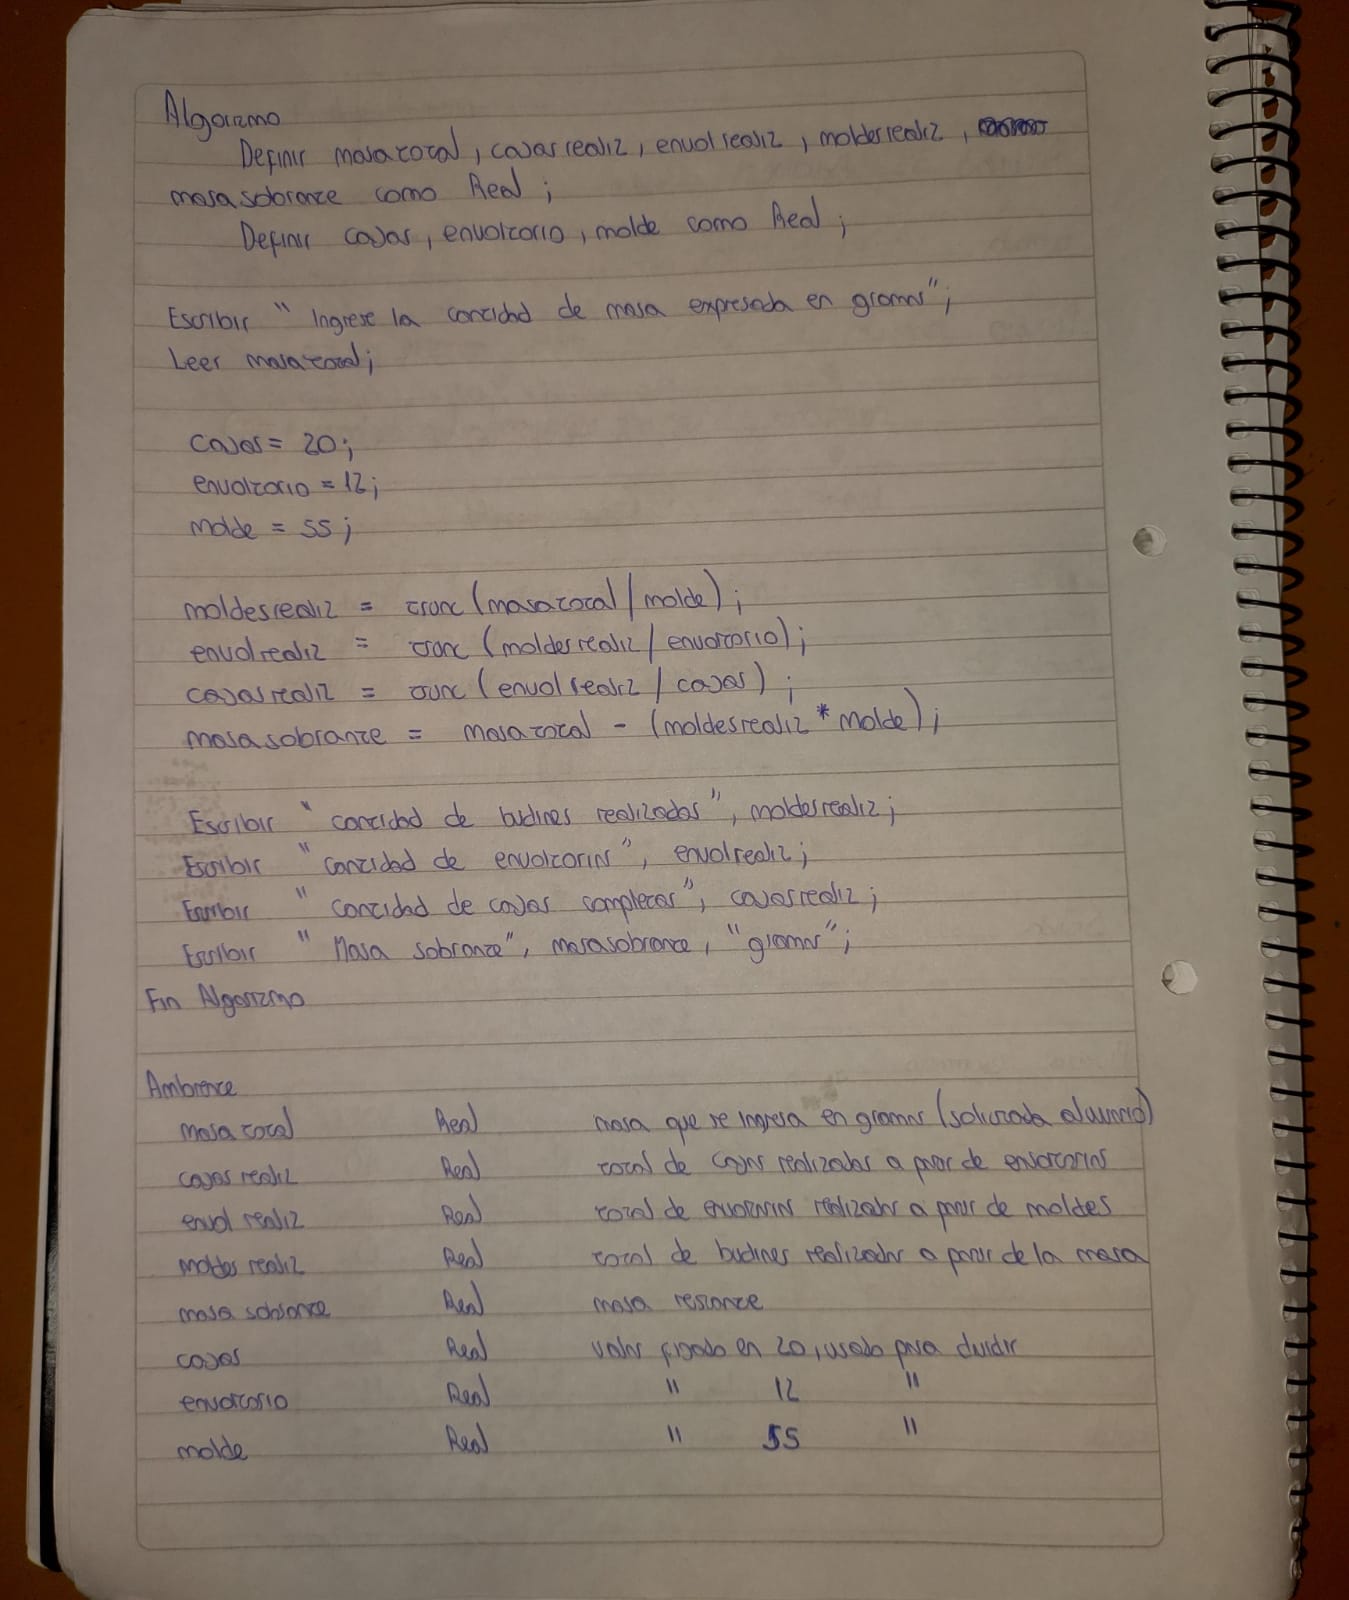 Algoritmo
Definir masatotal, cajasrealiz, envolrealiz, moldesrealiz,
masasobrante como Real;
Definir cajas, envoltorio, molde como Real;
Escribir "Ingrese la cantidad de masa expresada en gramos";
Leer masatotal;
cajas = 20;
envoltorio = 12;
molde = 55;
moldesrealiz = trunc (masatotal / molde);
envolrealiz = trunc (moldesrealiz / envoltorio);
cajasrealiz = trunc (envolrealiz / cajas);
masasobrante = masatotal - (moldesrealiz * molde);
Escribir "cantidad de budines realizados", moldesrealiz;
Escribir "cantidad de envoltorios", envolrealiz;
Escribir "cantidad de cajas completas", cajasrealiz;
Escribir "Masa sobrante", masasobrante, "gramos";
Fin Algoritmo
Ambiente
masa total Real masa que se ingresa en gramos (solicitada al usuario)
cajas realiz Real total de cajas realizadas a partir de envoltorios
envol realiz Real total de envoltorios realizados a partir de moldes
moldes realiz Real total de budines realizados a partir de la masa
masa sobrante Real masa restante
cajas Real valor fijado en 20, usado para dividir
envoltorio Real " 12 "
molde Real " 55 "